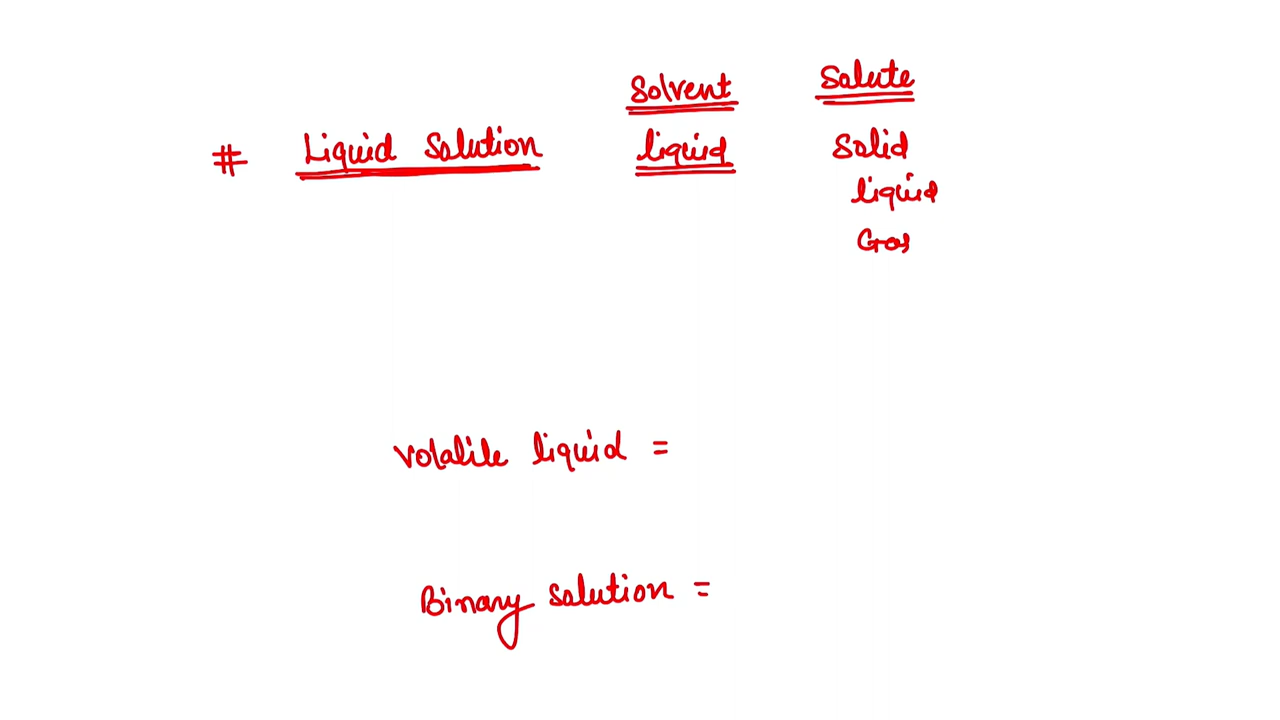 Solvent Solute
# Liquid Solution liquid Solid
liquid
Gas
Volatile liquid =
Binary solution =